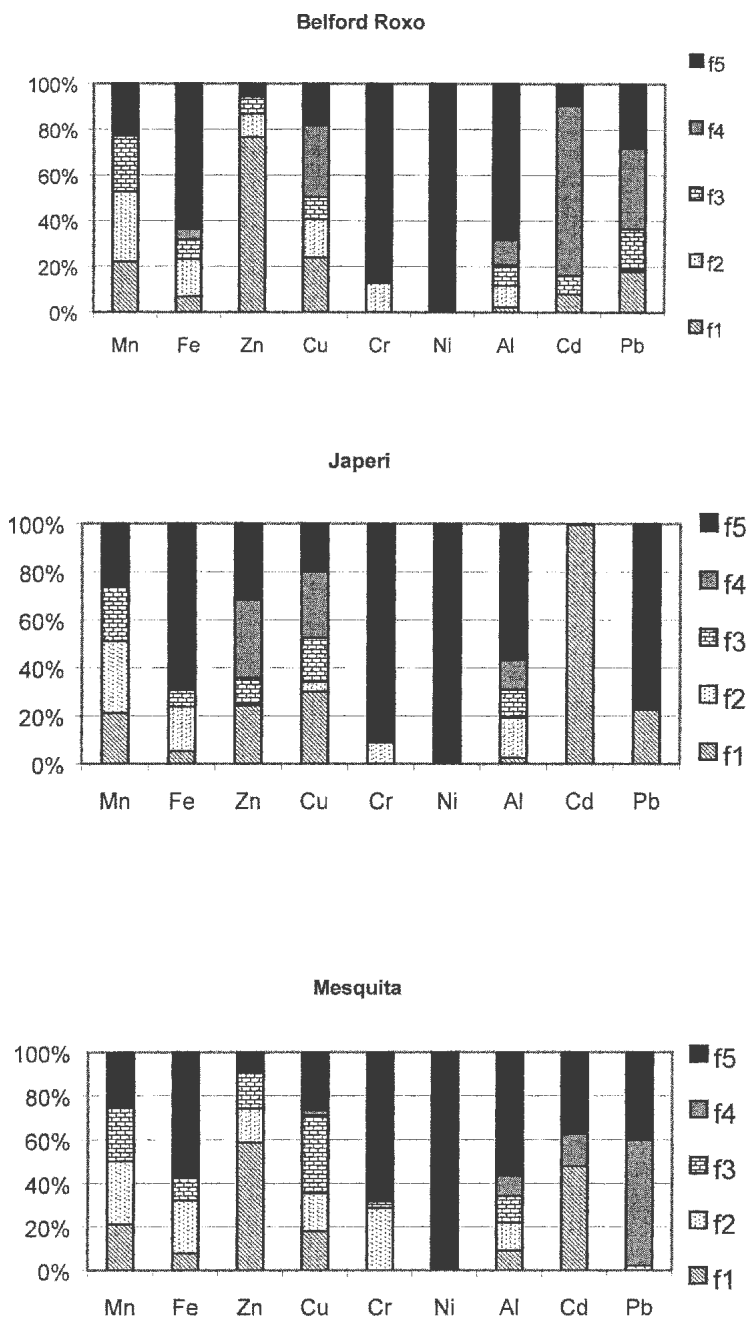 Belford Roxo
100%
80%
60%
40%
20%
0%
Mn Fe Zn Cu Cr Ni Al Cd Pb
f5
f4
f3
f2
f1
Japeri
100%
80%
60%
40%
20%
0%
Mn Fe Zn Cu Cr Ni Al Cd Pb
f5
f4
f3
f2
f1
Mesquita
100%
80%
60%
40%
20%
0%
Mn Fe Zn Cu Cr Ni Al Cd Pb
f5
f4
f3
f2
f1